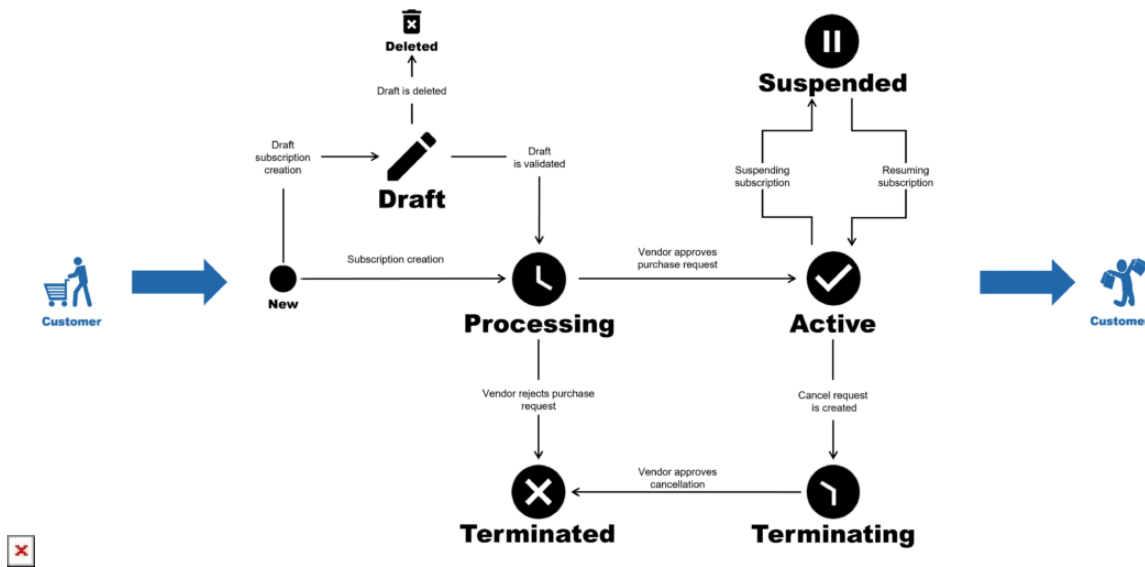 Deleted
Suspended
Draft is deleted
Draft
subscription
creation
Draft
is validated
Draft
Suspending
subscription
Resuming
subscription
Customer
New
Subscription creation
Processing
Vendor approves
purchase request
Active
Customer
Vendor rejects purchase
request
Cancel request
is created
Vendor approves
cancellation
Terminated
Terminating